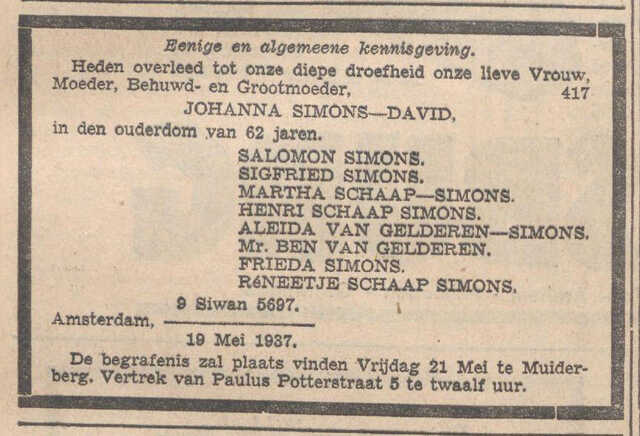 Eenige en algemeene kennisgeving.
Heden overleed tot onze diepe droefheid onze lieve Vrouw,
Moeder, Behuwd- en Grootmoeder, 417
JOHANNA SIMONS—DAVID,
in den ouderdom van 62 jaren.
SALOMON SIMONS.
SIGFRIED SIMONS.
MARTHA SCHAAP—SIMONS.
HENRI SCHAAP SIMONS.
ALEIDA VAN GELDEREN—SIMONS.
Mr. BEN VAN GELDEREN.
FRIEDA SIMONS.
RéNEETJE SCHAAP SIMONS.
9 Siwan 5697.
Amsterdam,
19 Mei 1937.
De begrafenis zal plaats vinden Vrijdag 21 Mei te Muider-
berg. Vertrek van Paulus Potterstraat 5 te twaalf uur.